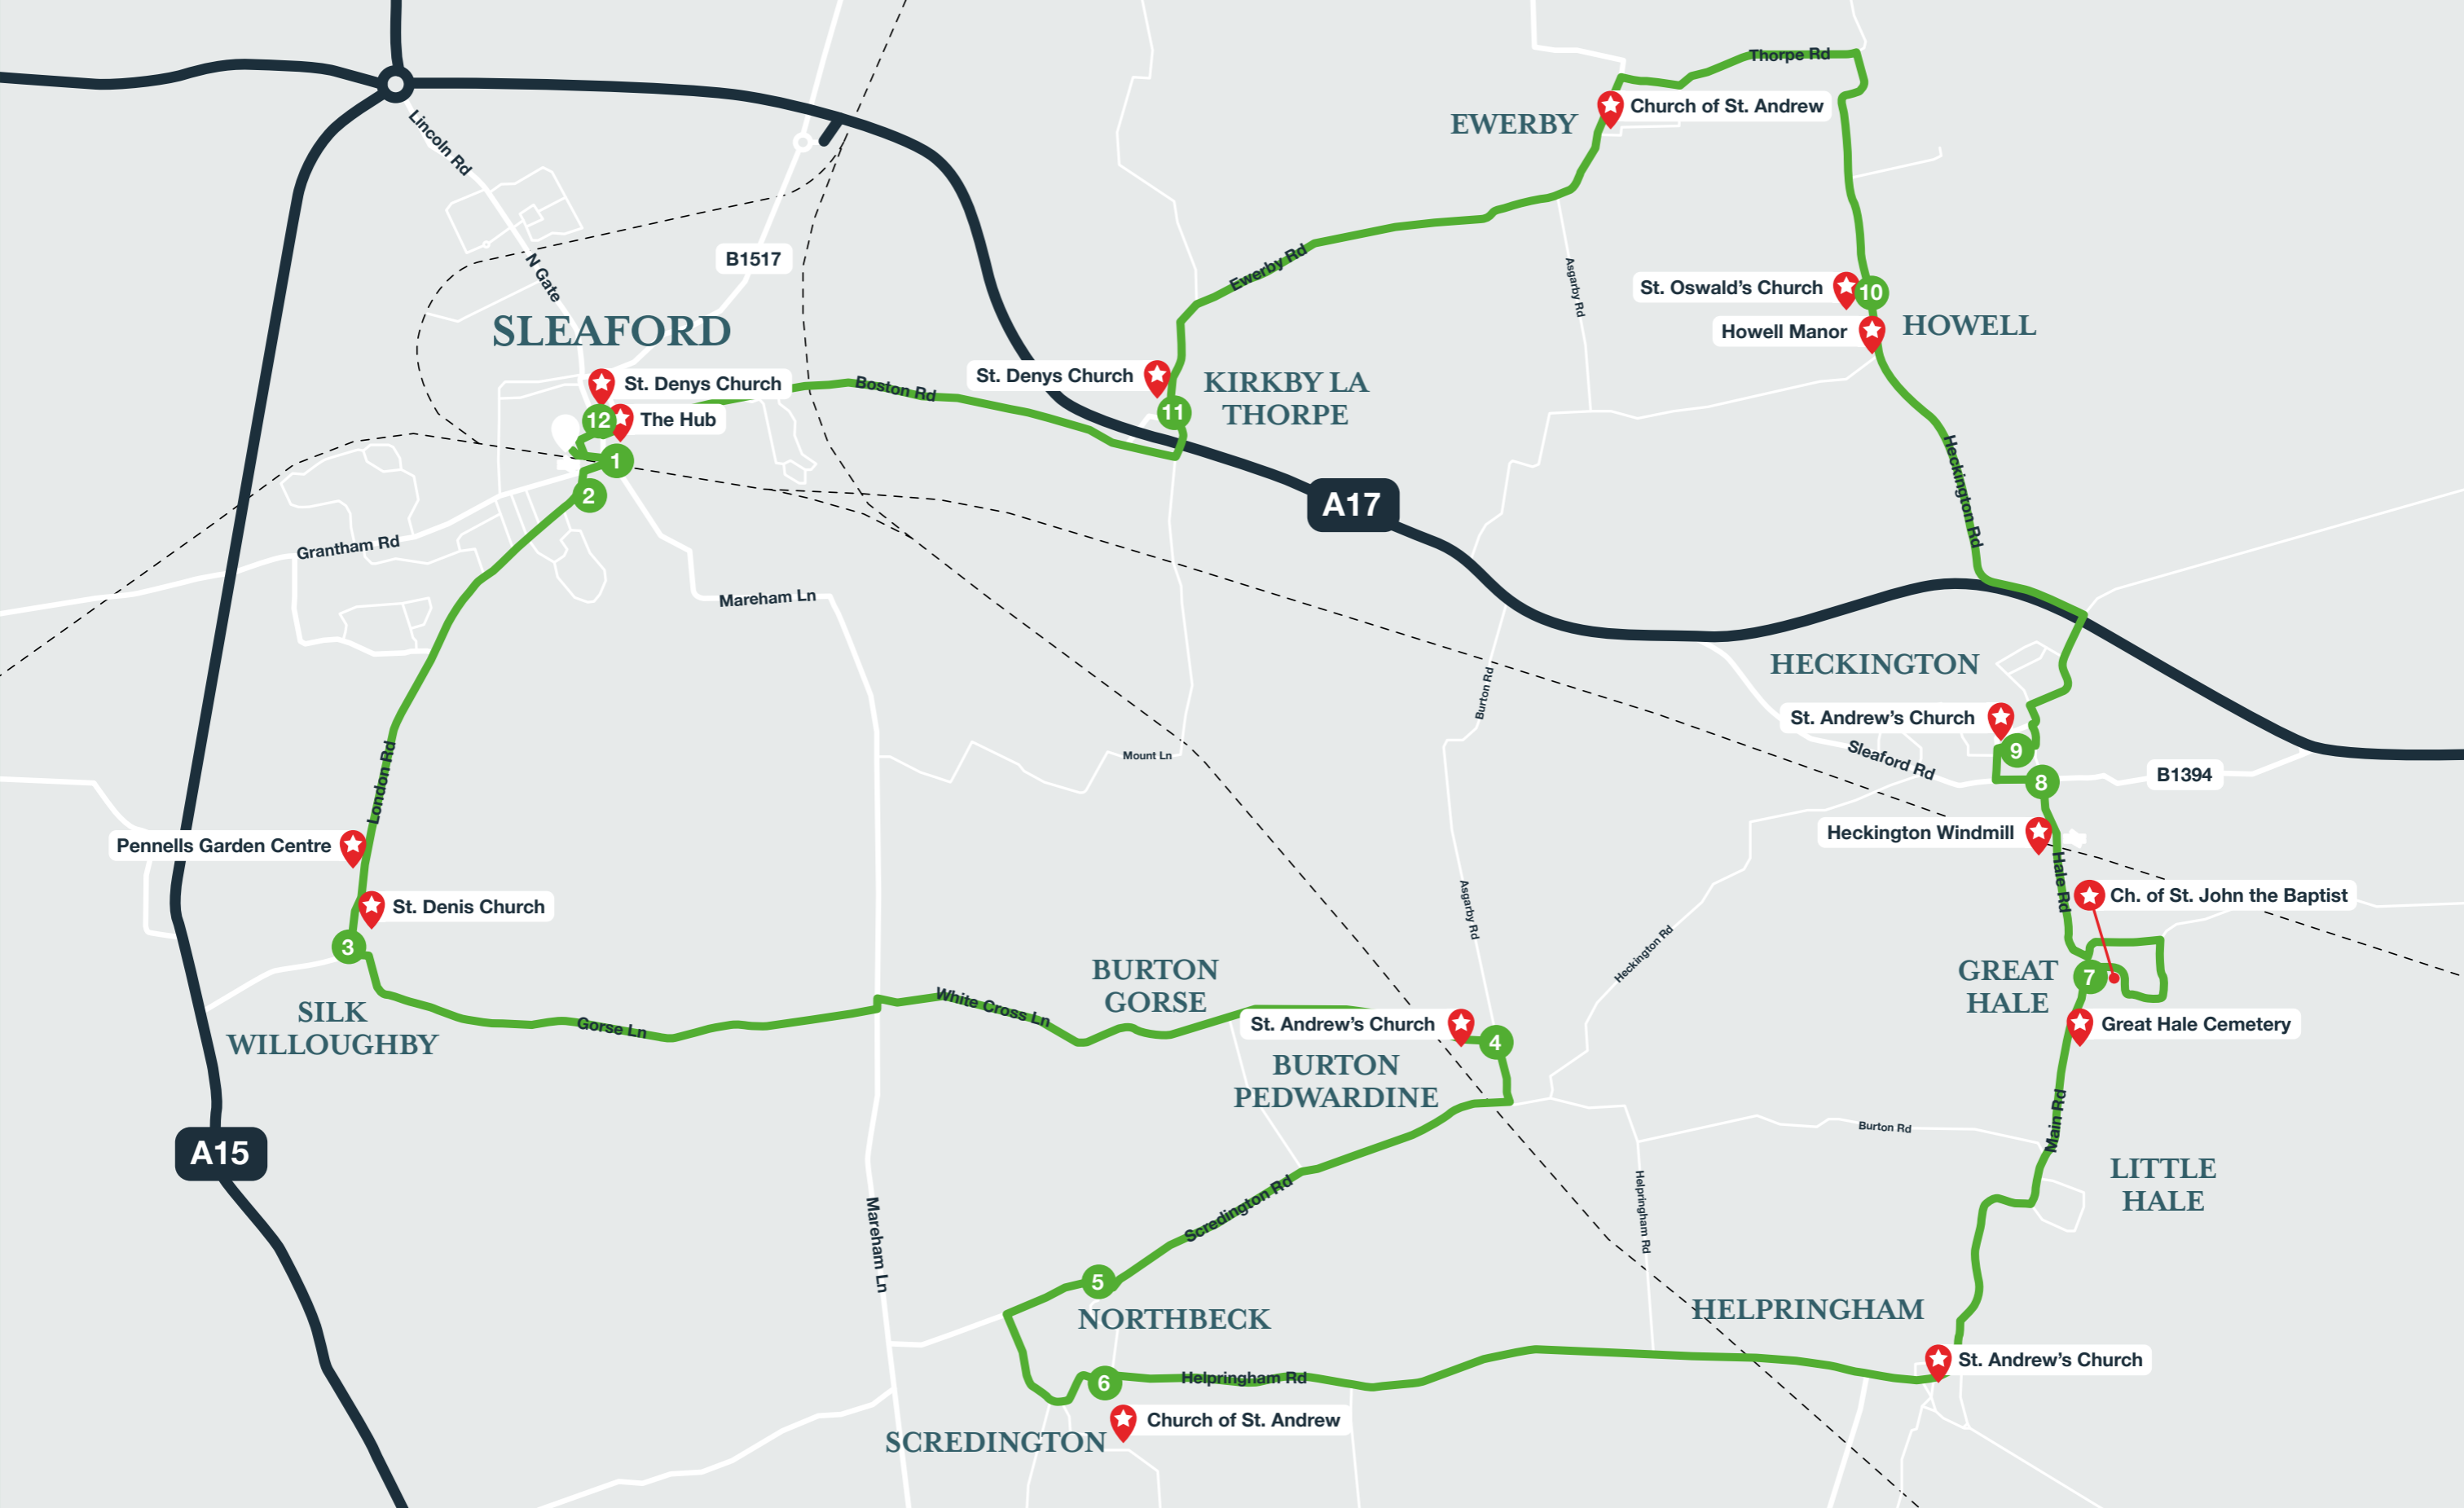 Thorpe Rd
Church of St. Andrew
EWERBY
Lincoln Rd
N Gate
B1517
Ewerby Rd
Asgarby Rd
St. Oswald's Church
10
Howell Manor
HOWELL
SLEAFORD
St. Denys Church
12
The Hub
1
2
Boston Rd
St. Denys Church
11
KIRKBY LA
THORPE
Heckington Rd
A17
Grantham Rd
Mareham Ln
HECKINGTON
Burton Rd
St. Andrew's Church
9
Sleaford Rd
8
B1394
Mount Ln
London Rd
Pennells Garden Centre
Heckington Windmill
Hale Rd
St. Denis Church
3
Ch. of St. John the Baptist
Asgarby Rd
Heckington Rd
BURTON
GORSE
GREAT
HALE
7
SILK
WILLOUGHBY
Gorse Ln
White Cross Ln
St. Andrew's Church
4
Great Hale Cemetery
BURTON
PEDWARDINE
Main Rd
Burton Rd
A15
LITTLE
HALE
Mareham Ln
Scredington Rd
Helpringham Rd
5
NORTHBECK
HELPRINGHAM
St. Andrew's Church
6
Helpringham Rd
Church of St. Andrew
SCREDINGTON